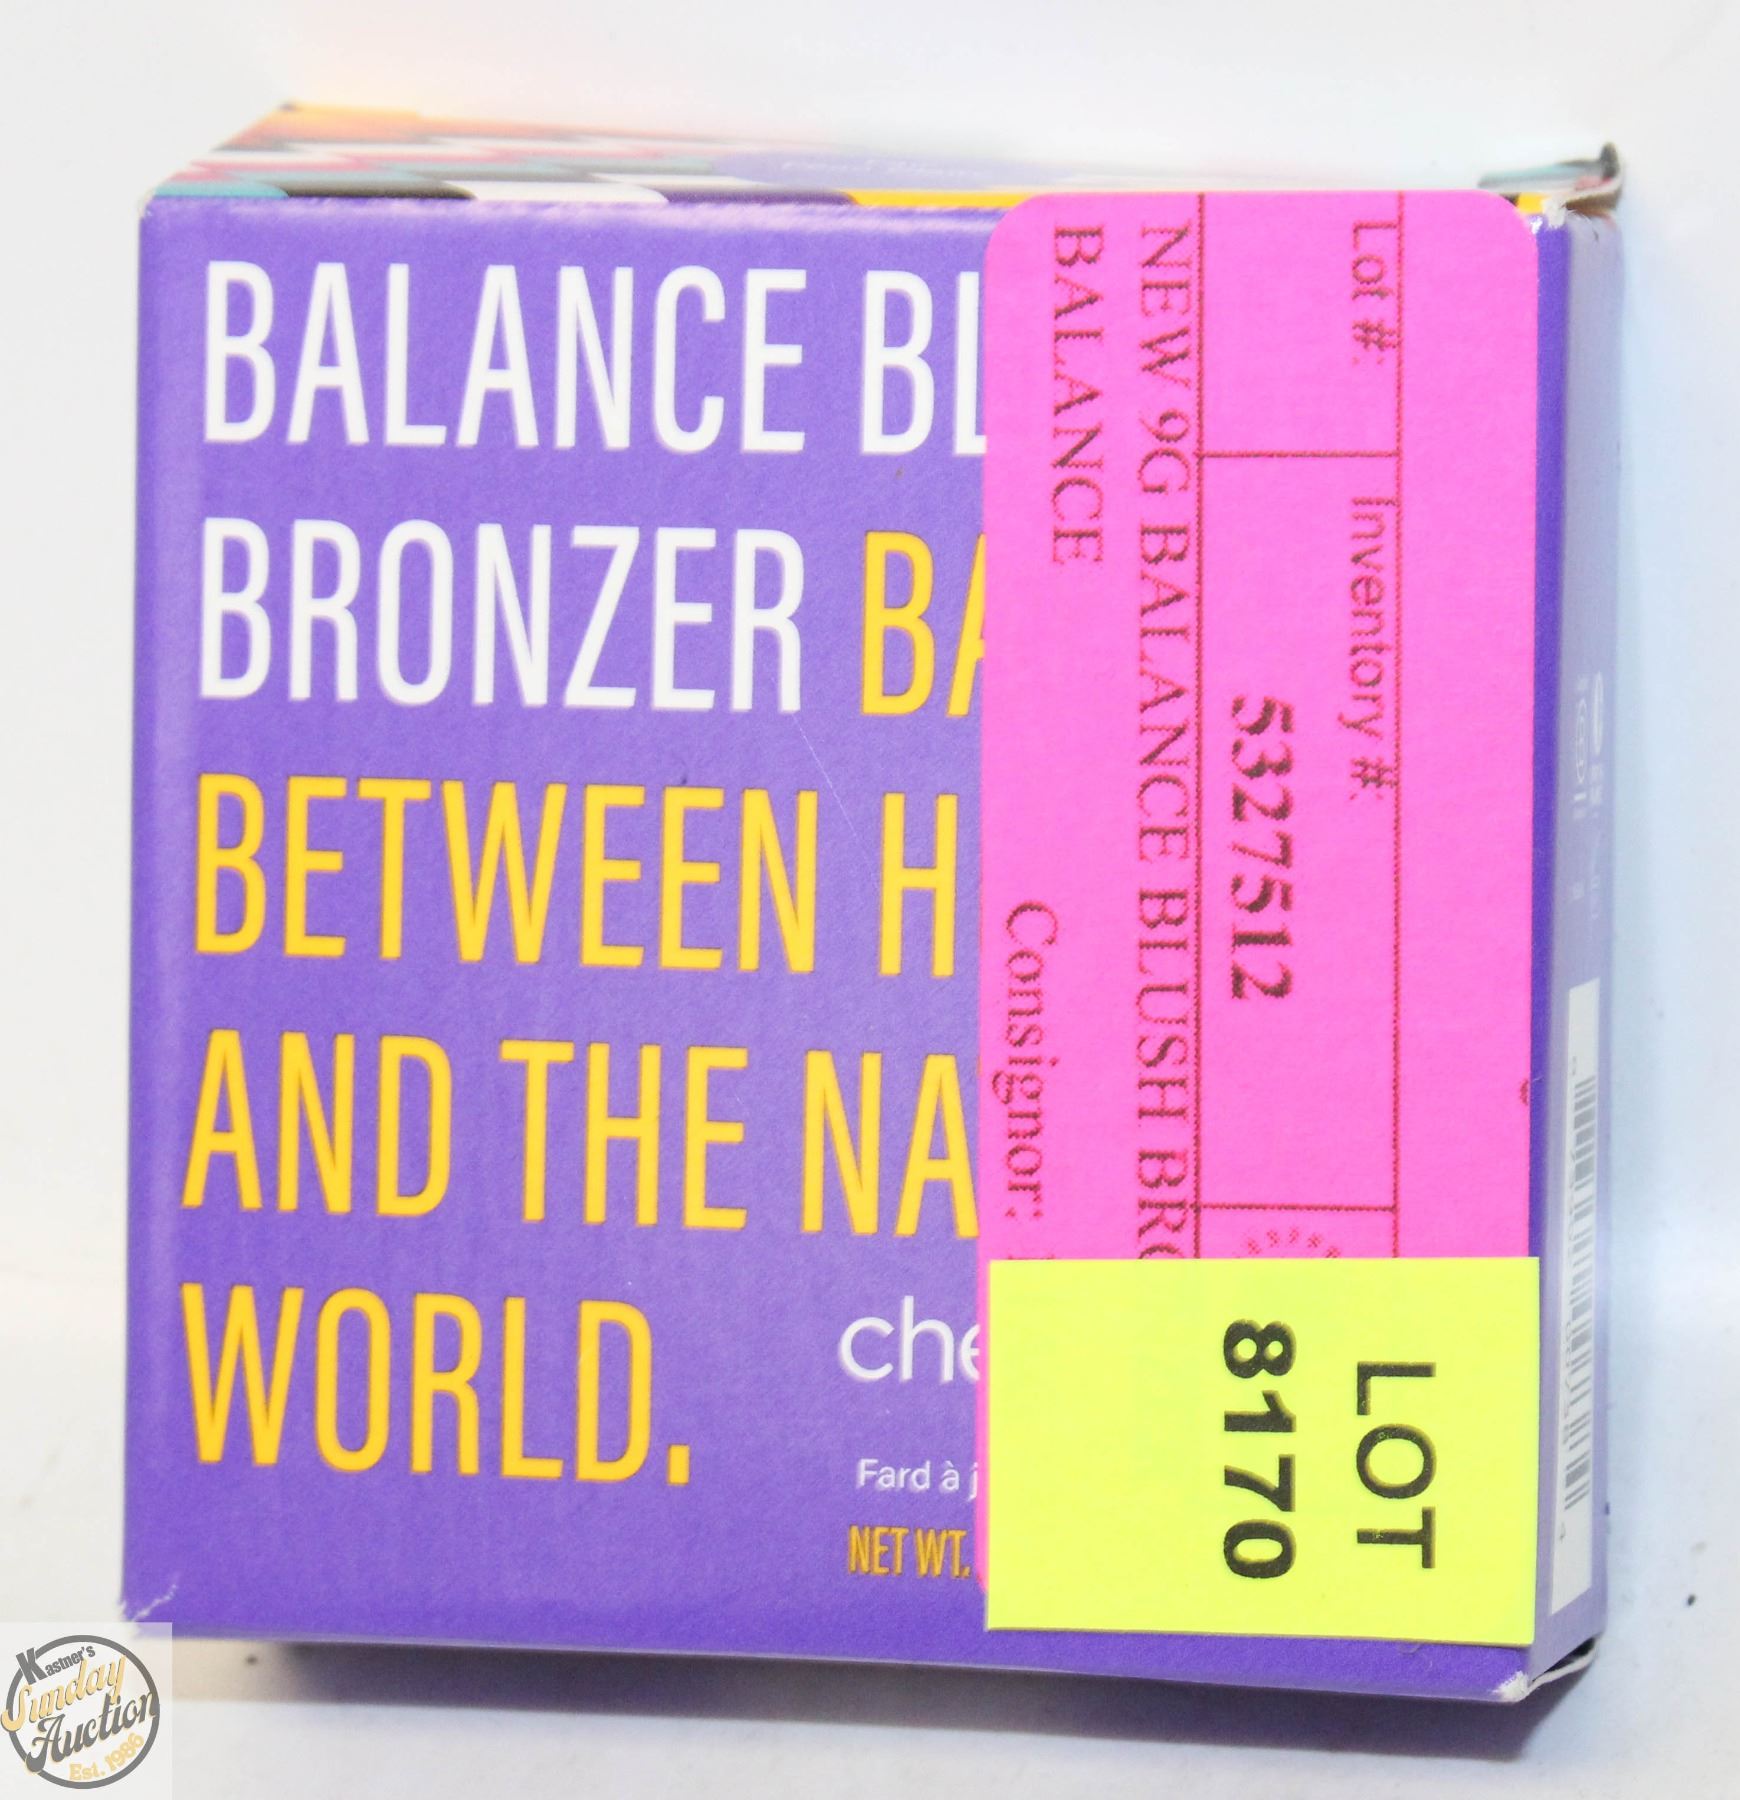 BALANCE BL
BRONZER BA
BETWEEN H
AND THE NA
WORLD.
che
Fard à j
NET WT.
Lot #:
Inventory #:
5327512
NEW 9G BALANCE BLUSH BRO
BALANCE
Consignor:
LOT
8170
Kastner's
Sunday
Auction
Est. 1986